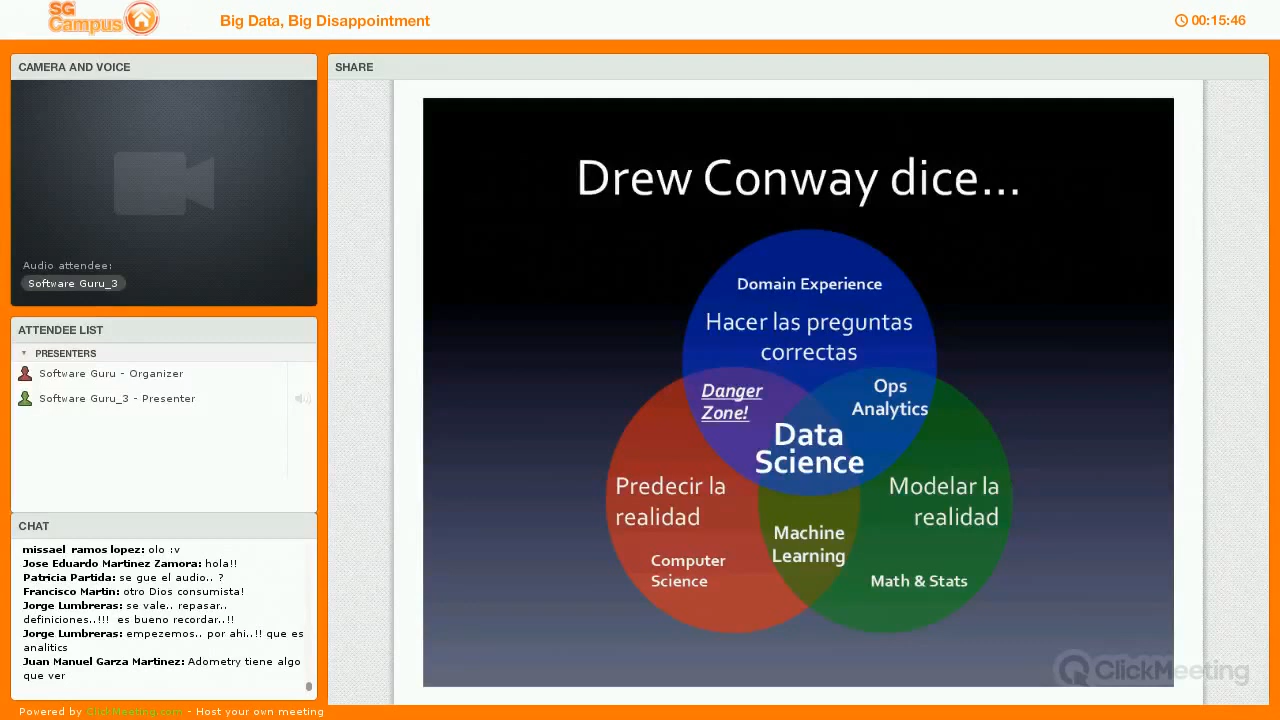 SG
Campus
Big Data, Big Disappointment
00:15:46
CAMERA AND VOICE
Audio attendee:
Software Guru_3
ATTENDEE LIST
PRESENTERS
Software Guru - Organizer
Software Guru_3 - Presenter
CHAT
missael ramos lopez: olo :v
Jose Eduardo Martinez Zamora: hola!!
Patricia Partida: se gue el audio.. ?
Francisco Martin: otro Dios consumista!
Jorge Lumbreras: se vale.. repasar..
definiciones..!!! es bueno recordar..!!
Jorge Lumbreras: empezemos.. por ahi..!! que es
analitics
Juan Manuel Garza Martinez: Adometry tiene algo
que ver
Powered by ClickMeeting.com - Host your own meeting
SHARE
Drew Conway dice...
Domain Experience
Hacer las preguntas
correctas
Danger
Zone!
Ops
Analytics
Data
Science
Predecir la
realidad
Modelar la
realidad
Machine
Learning
Computer
Science
Math & Stats
ClickMeeting